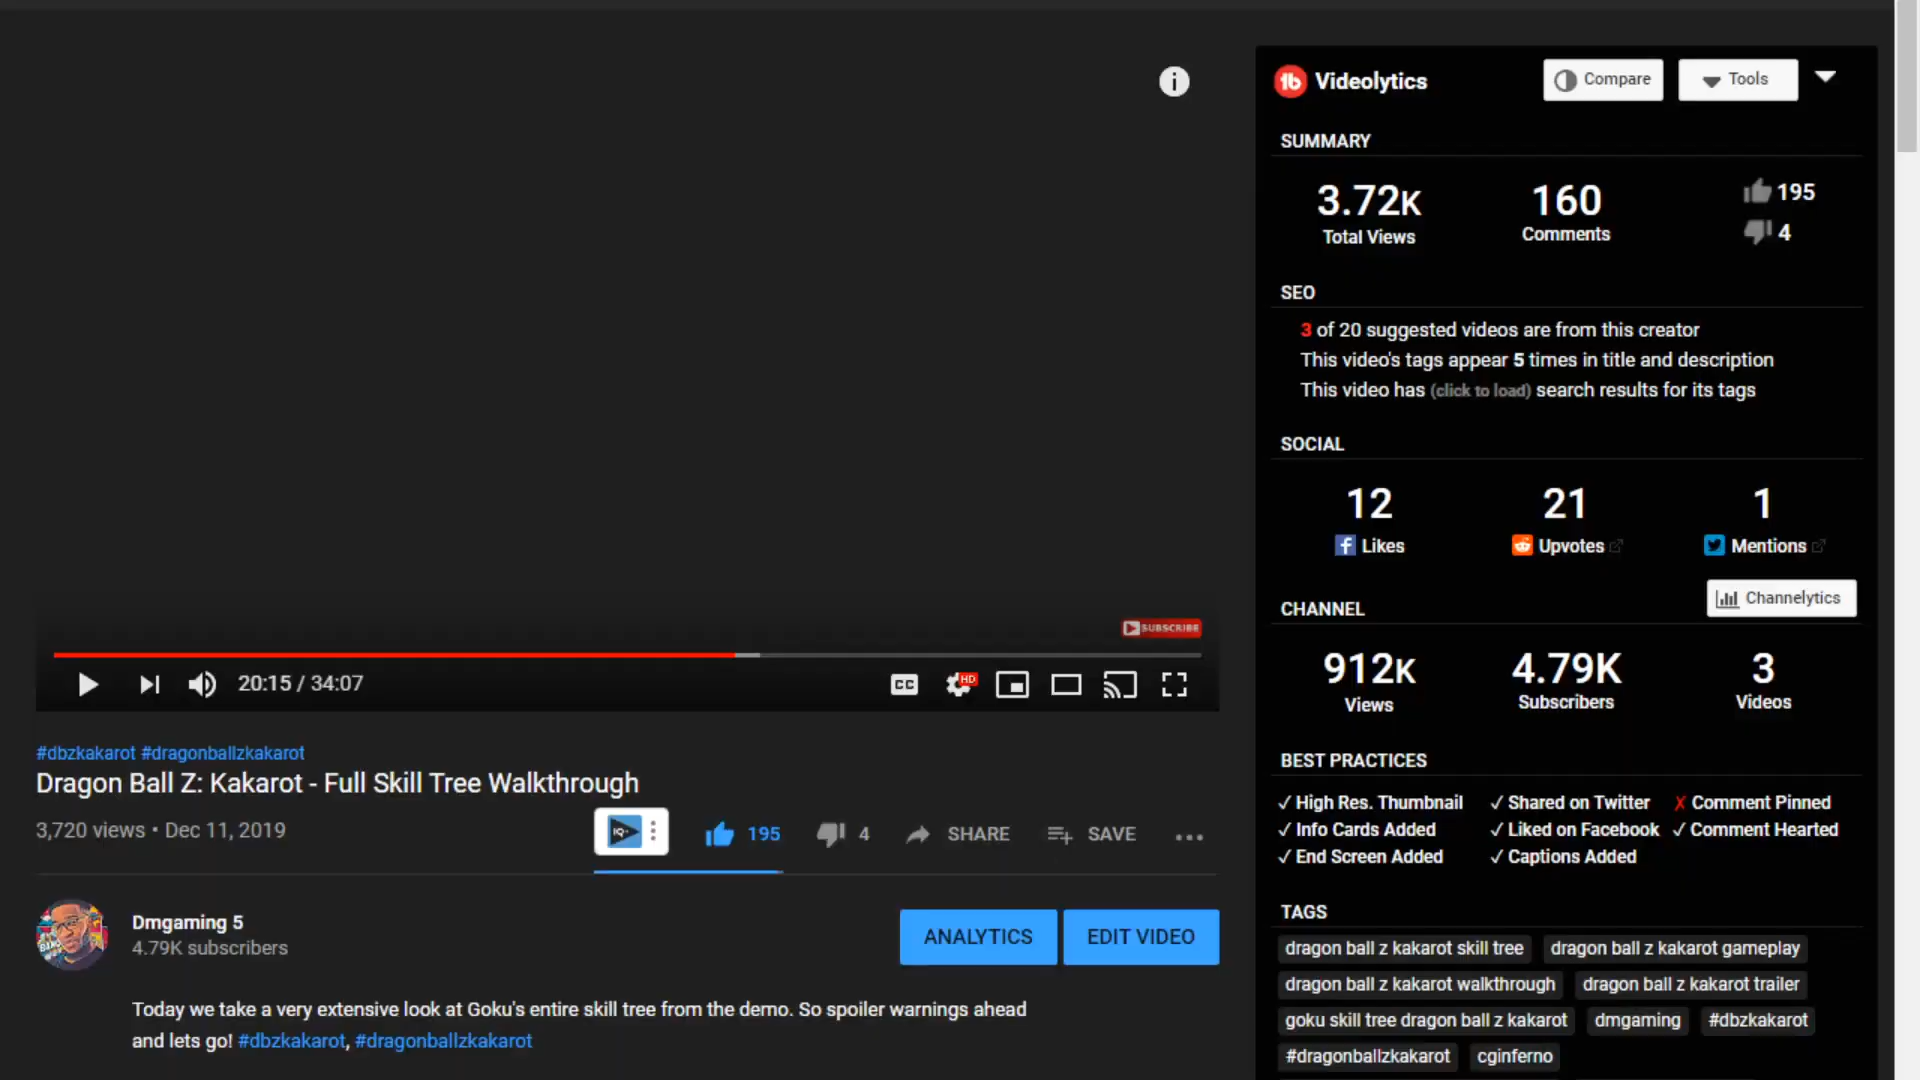 SUBSCRIBE
HD
CC
20:15 / 34:07
#dbzkakarot #dragonballzkakarot
Dragon Ball Z: Kakarot - Full Skill Tree Walkthrough
3,720 views • Dec 11, 2019
IQ
195
4
SHARE
SAVE
Dmgaming 5
4.79K subscribers
ANALYTICS
EDIT VIDEO
Today we take a very extensive look at Goku's entire skill tree from the demo. So spoiler warnings ahead
and lets go! #dbzkakarot, #dragonballzkakarot
Videolytics
Compare
Tools
SUMMARY
3.72K
Total Views
160
Comments
195
4
SEO
3 of 20 suggested videos are from this creator
This video's tags appear 5 times in title and description
This video has (click to load) search results for its tags
SOCIAL
12
Likes
21
Upvotes
1
Mentions
CHANNEL
Channelytics
912K
Views
4.79K
Subscribers
3
Videos
BEST PRACTICES
✓ High Res. Thumbnail ✓ Shared on Twitter ✗ Comment Pinned
✓ Info Cards Added ✓ Liked on Facebook ✓ Comment Hearted
✓ End Screen Added ✓ Captions Added
TAGS
dragon ball z kakarot skill tree dragon ball z kakarot gameplay
dragon ball z kakarot walkthrough dragon ball z kakarot trailer
goku skill tree dragon ball z kakarot dmgaming #dbzkakarot
#dragonballzkakarot cginferno